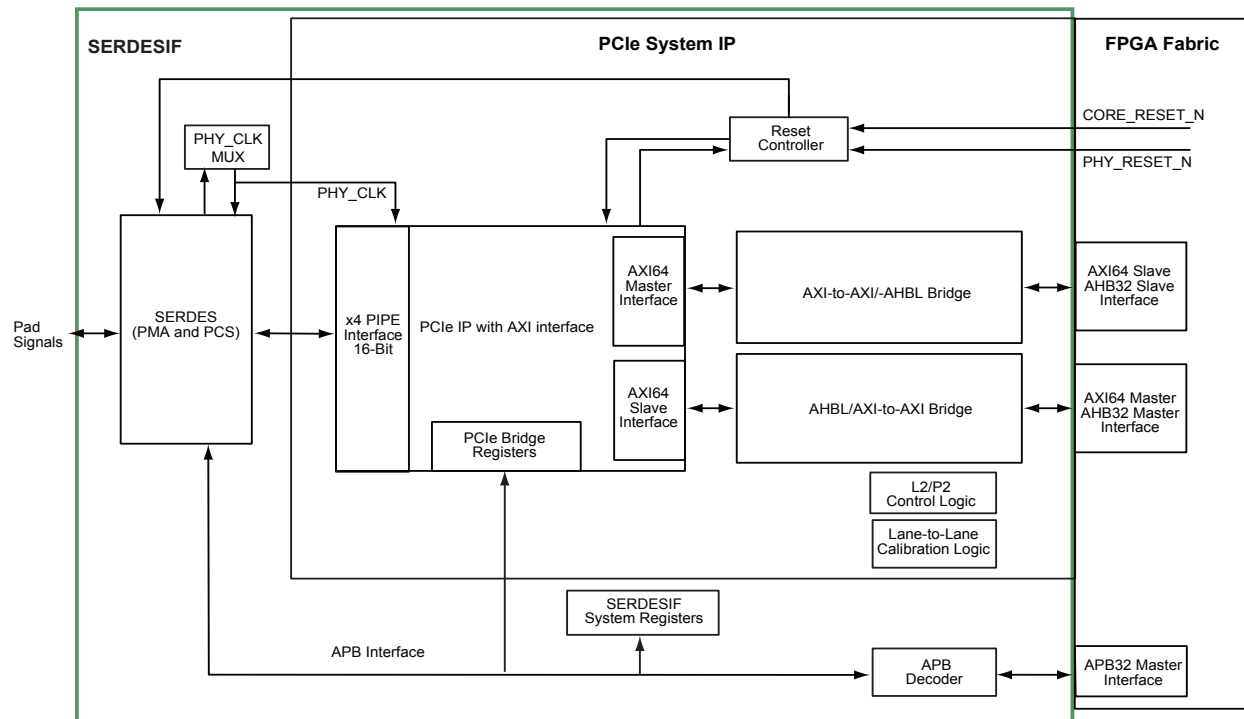 SERDESIF
PCIe System IP
FPGA Fabric
CORE_RESET_N
Reset
Controller
PHY_RESET_N
PHY_CLK
MUX
PHY_CLK
Pad
Signals
SERDES
(PMA and PCS)
x4 PIPE
Interface
16-Bit
PCIe IP with AXI interface
AXI64
Master
Interface
AXI-to-AXI/-AHBL Bridge
AXI64 Slave
AHB32 Slave
Interface
AXI64
Slave
Interface
AHBL/AXI-to-AXI Bridge
AXI64 Master
AHB32 Master
Interface
PCIe Bridge
Registers
L2/P2
Control Logic
Lane-to-Lane
Calibration Logic
SERDESIF
System Registers
APB Interface
APB
Decoder
APB32 Master
Interface